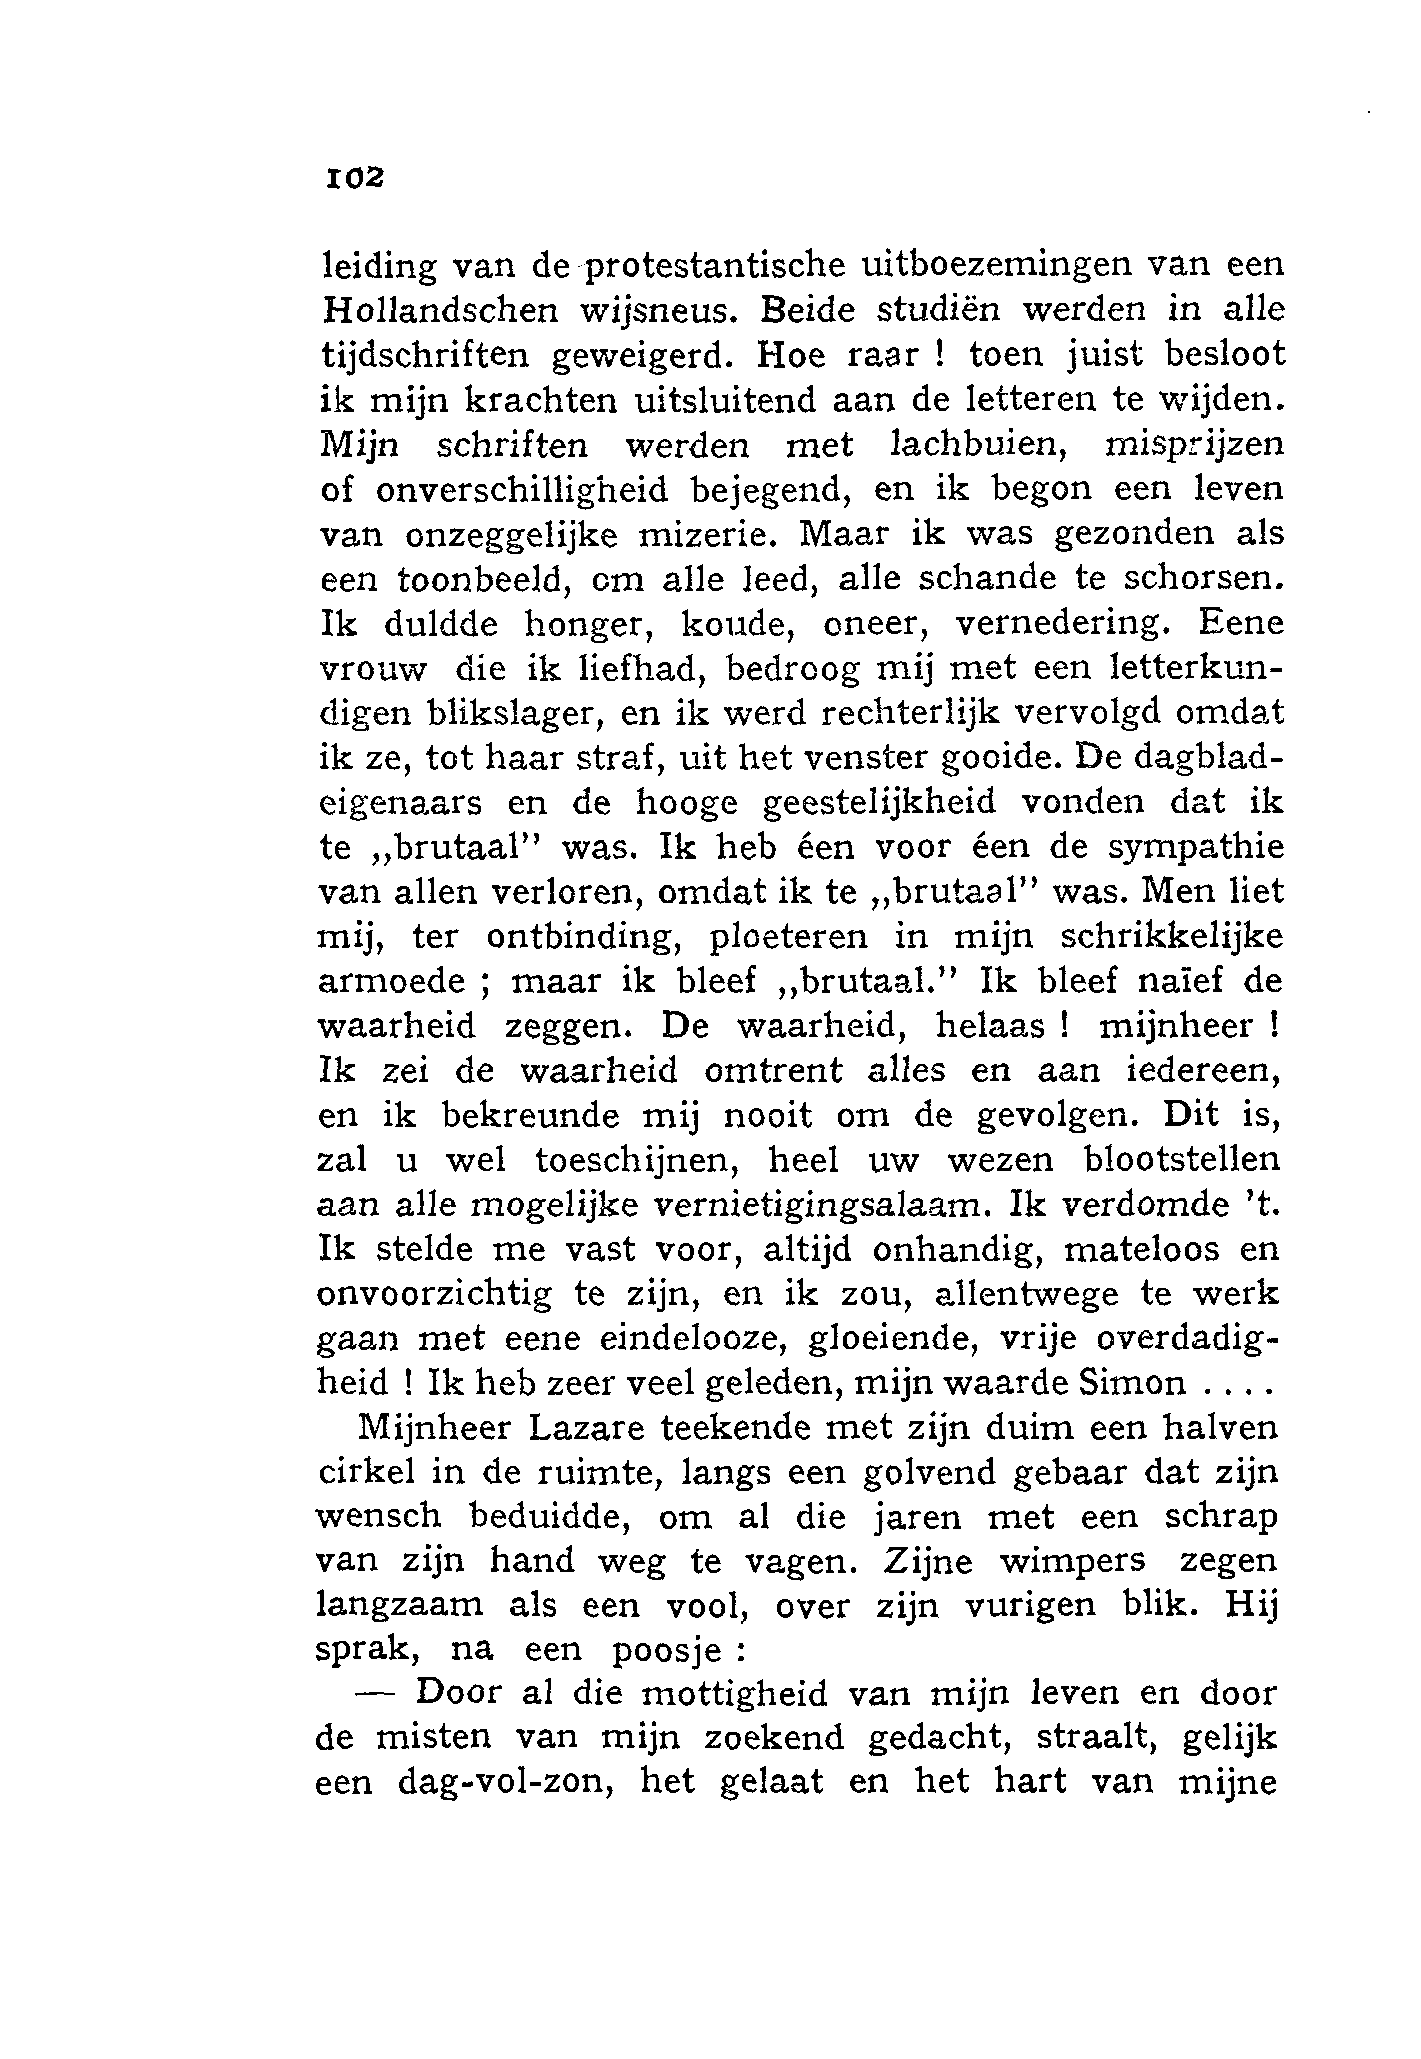 102
leiding van de protestantische uitboezemingen van een
Hollandschen wijsneus. Beide studiën werden in alle
tijdschriften geweigerd. Hoe raar ! toen juist besloot
ik mijn krachten uitsluitend aan de letteren te wijden.
Mijn schriften werden met lachbuien, misprijzen
of onverschilligheid bejegend, en ik begon een leven
van onzeggelijke mizerie. Maar ik was gezonden als
een toonbeeld, om alle leed, alle schande te schorsen.
Ik duldde honger, koude, oneer, vernedering. Eene
vrouw die ik liefhad, bedroog mij met een letterkun-
digen blikslager, en ik werd rechterlijk vervolgd omdat
ik ze, tot haar straf, uit het venster gooide. De dagblad-
eigenaars en de hooge geestelijkheid vonden dat ik
te ,,brutaal" was. Ik heb éen voor éen de sympathie
van allen verloren, omdat ik te ,,brutaal" was. Men liet
mij, ter ontbinding, ploeteren in mijn schrikkelijke
armoede ; maar ik bleef ,,brutaal." Ik bleef naïef de
waarheid zeggen. De waarheid, helaas ! mijnheer !
Ik zei de waarheid omtrent alles en aan iedereen,
en ik bekreunde mij nooit om de gevolgen. Dit is,
zal u wel toeschijnen, heel uw wezen blootstellen
aan alle mogelijke vernietigingsalaam. Ik verdomde 't.
Ik stelde me vast voor, altijd onhandig, mateloos en
onvoorzichtig te zijn, en ik zou, allentwege te werk
gaan met eene eindelooze, gloeiende, vrije overdadig-
heid ! Ik heb zeer veel geleden, mijn waarde Simon ....
Mijnheer Lazare teekende met zijn duim een halven
cirkel in de ruimte, langs een golvend gebaar dat zijn
wensch beduidde, om al die jaren met een schrap
van zijn hand weg te vagen. Zijne wimpers zegen
langzaam als een vool, over zijn vurigen blik. Hij
sprak, na een poosje :
— Door al die mottigheid van mijn leven en door
de misten van mijn zoekend gedacht, straalt, gelijk
een dag-vol-zon, het gelaat en het hart van mijne